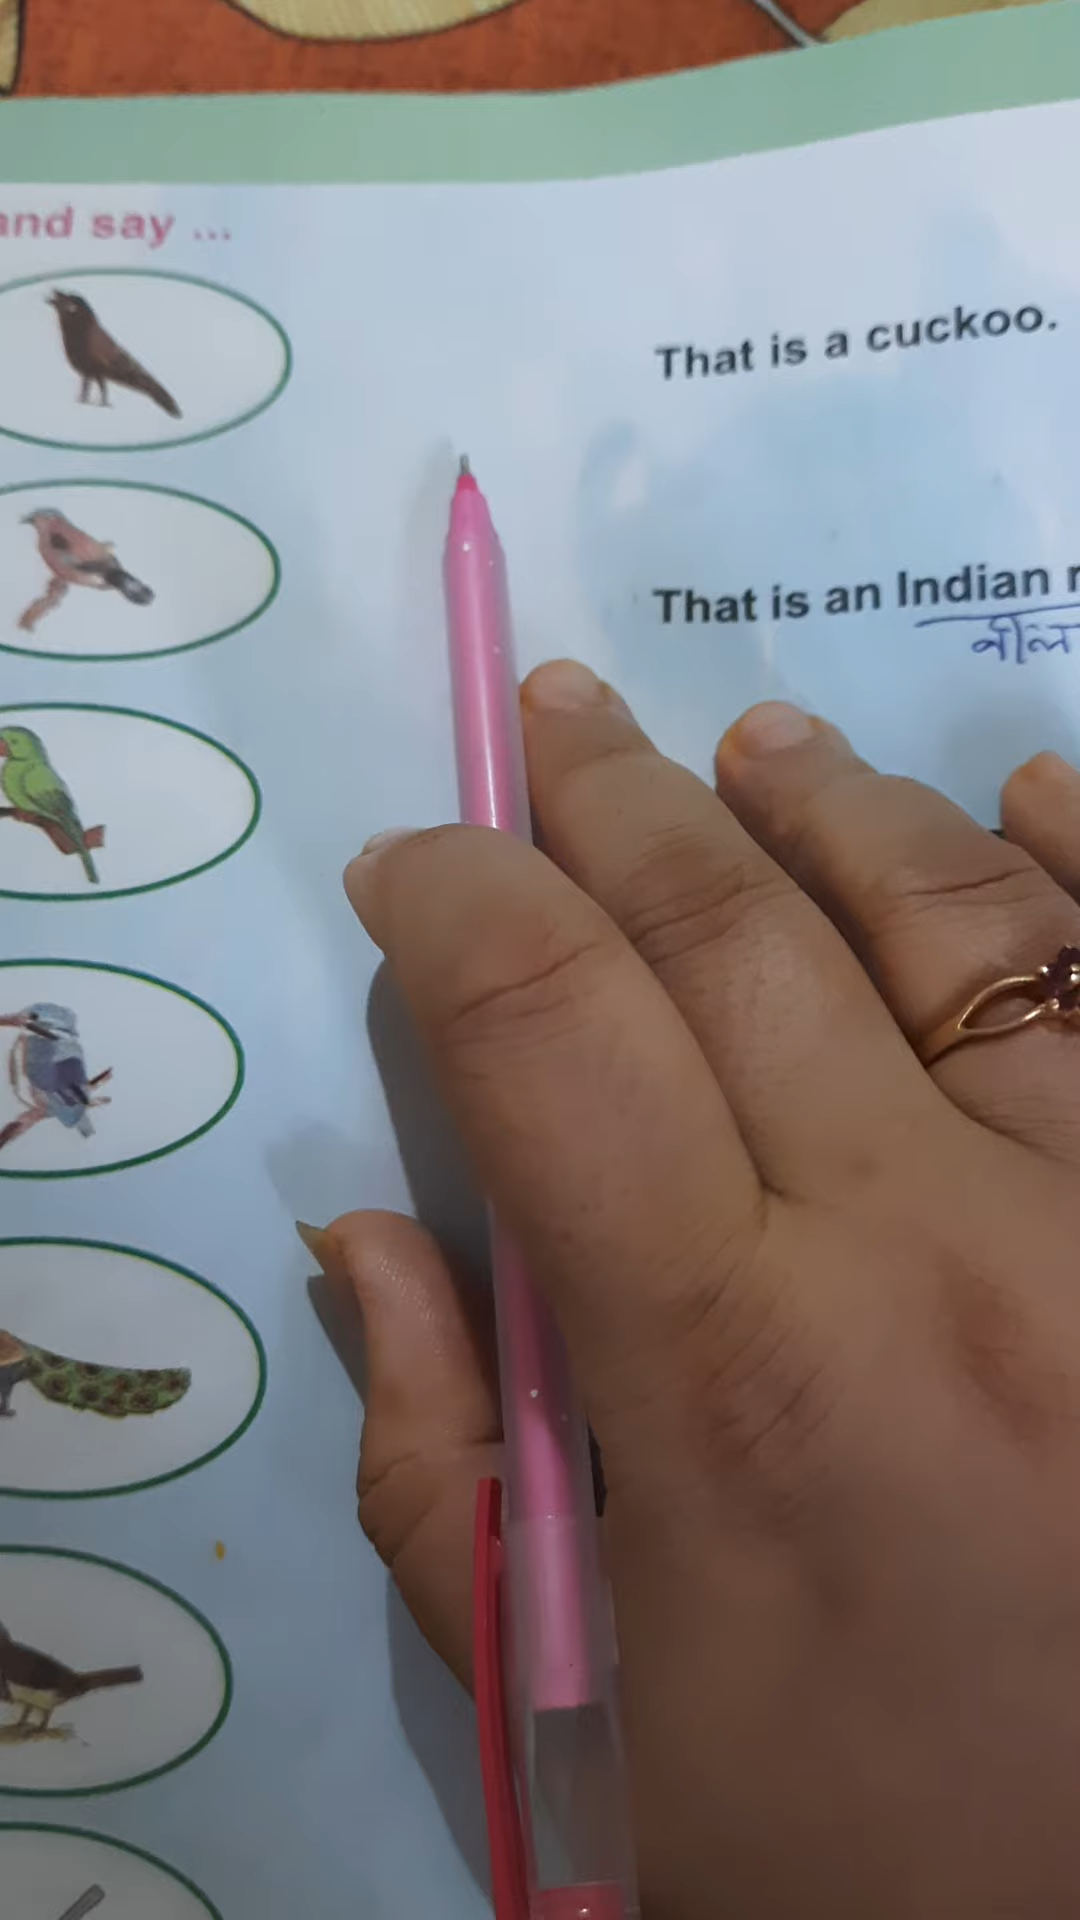 and say ...
That is a cuckoo.
That is an Indian
नील